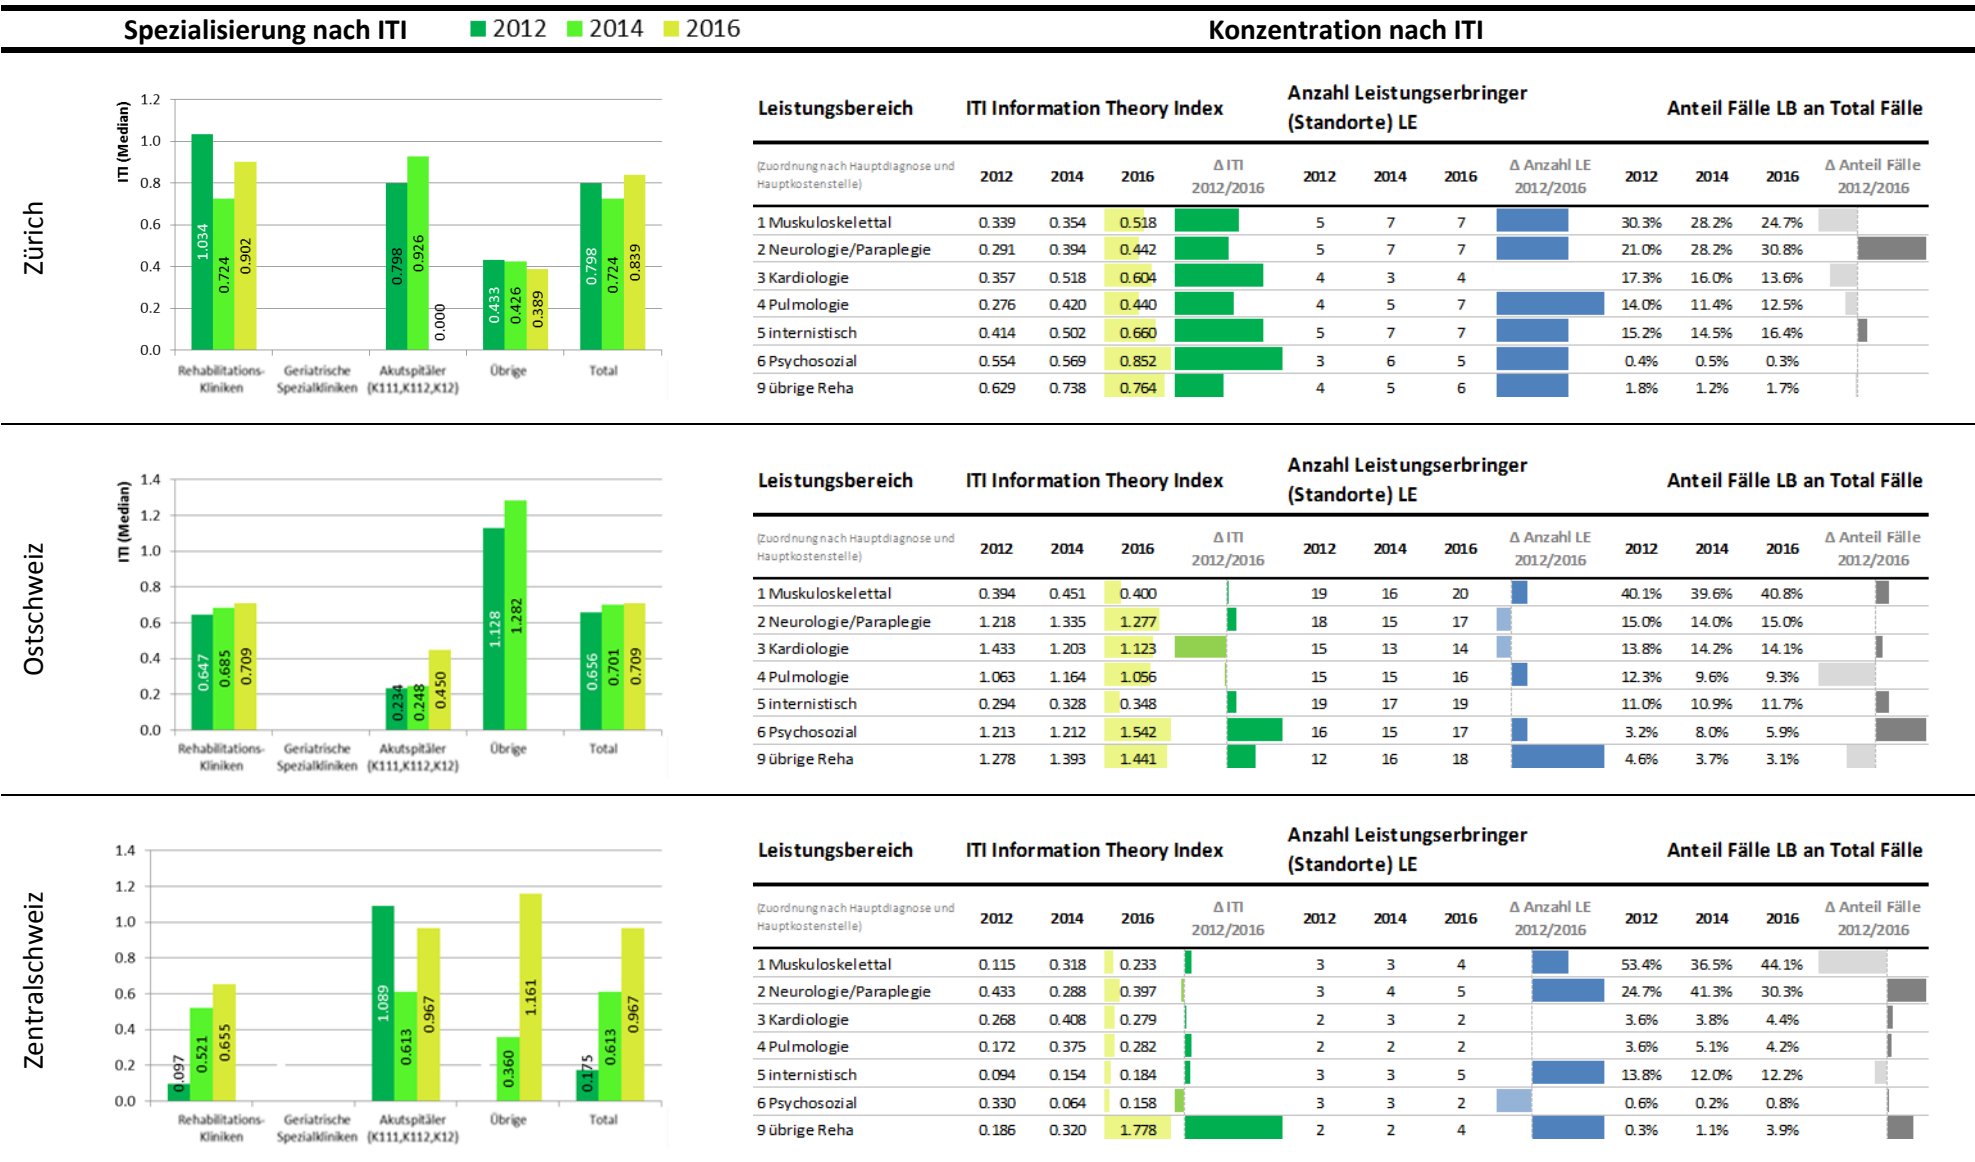 Spezialisierung nach ITI 2012 2014 2016 Konzentration nach ITI
Zürich
ITI (Median)
1.2
1.0
0.8
0.6
0.4
0.2
0.0
1.034 0.724 0.902 0.798 0.926 0.000 0.433 0.426 0.389 0.798 0.724 0.839
Rehabilitations- Geriatrische Akutspitäler Übrige Total
Kliniken Spezialkliniken (K111,K112,K12)
Leistungsbereich ITI Information Theory Index Anzahl Leistungserbringer (Standorte) LE Anteil Fälle LB an Total Fälle
(Zuordnung nach Hauptdiagnose und Hauptkostenstelle) 2012 2014 2016 Δ ITI 2012/2016 2012 2014 2016 Δ Anzahl LE 2012/2016 2012 2014 2016 Δ Anteil Fälle 2012/2016
1 Muskuloskelettal 0.339 0.354 0.518 5 7 7 30.3% 28.2% 24.7%
2 Neurologie/Paraplegie 0.291 0.394 0.442 5 7 7 21.0% 28.2% 30.8%
3 Kardiologie 0.357 0.518 0.604 4 3 4 17.3% 16.0% 13.6%
4 Pulmologie 0.276 0.420 0.440 4 5 7 14.0% 11.4% 12.5%
5 internistisch 0.414 0.502 0.660 5 7 7 15.2% 14.5% 16.4%
6 Psychosozial 0.554 0.569 0.852 3 6 5 0.4% 0.5% 0.3%
9 übrige Reha 0.629 0.738 0.764 4 5 6 1.8% 1.2% 1.7%
Ostschweiz
ITI (Median)
1.4
1.2
1.0
0.8
0.6
0.4
0.2
0.0
0.647 0.685 0.709 0.234 0.248 0.450 1.128 1.282 0.656 0.701 0.709
Rehabilitations- Geriatrische Akutspitäler Übrige Total
Kliniken Spezialkliniken (K111,K112,K12)
Leistungsbereich ITI Information Theory Index Anzahl Leistungserbringer (Standorte) LE Anteil Fälle LB an Total Fälle
(Zuordnung nach Hauptdiagnose und Hauptkostenstelle) 2012 2014 2016 Δ ITI 2012/2016 2012 2014 2016 Δ Anzahl LE 2012/2016 2012 2014 2016 Δ Anteil Fälle 2012/2016
1 Muskuloskelettal 0.394 0.451 0.400 19 16 20 40.1% 39.6% 40.8%
2 Neurologie/Paraplegie 1.218 1.335 1.277 18 15 17 15.0% 14.0% 15.0%
3 Kardiologie 1.433 1.203 1.123 15 13 14 13.8% 14.2% 14.1%
4 Pulmologie 1.063 1.164 1.056 15 15 16 12.3% 9.6% 9.3%
5 internistisch 0.294 0.328 0.348 19 17 19 11.0% 10.9% 11.7%
6 Psychosozial 1.213 1.212 1.542 16 15 17 3.2% 8.0% 5.9%
9 übrige Reha 1.278 1.393 1.441 12 16 18 4.6% 3.7% 3.1%
Zentralschweiz
1.4
1.2
1.0
0.8
0.6
0.4
0.2
0.0
0.097 0.521 0.655 1.089 0.613 0.967 0.360 1.161 0.175 0.613 0.967
Rehabilitations- Geriatrische Akutspitäler Übrige Total
Kliniken Spezialkliniken (K111,K112,K12)
Leistungsbereich ITI Information Theory Index Anzahl Leistungserbringer (Standorte) LE Anteil Fälle LB an Total Fälle
(Zuordnung nach Hauptdiagnose und Hauptkostenstelle) 2012 2014 2016 Δ ITI 2012/2016 2012 2014 2016 Δ Anzahl LE 2012/2016 2012 2014 2016 Δ Anteil Fälle 2012/2016
1 Muskuloskelettal 0.115 0.318 0.233 3 3 4 53.4% 36.5% 44.1%
2 Neurologie/Paraplegie 0.433 0.288 0.397 3 4 5 24.7% 41.3% 30.3%
3 Kardiologie 0.268 0.408 0.279 2 3 2 3.6% 3.8% 4.4%
4 Pulmologie 0.172 0.375 0.282 2 2 2 3.6% 5.1% 4.2%
5 internistisch 0.094 0.154 0.184 3 3 5 13.8% 12.0% 12.2%
6 Psychosozial 0.330 0.064 0.158 3 3 2 0.6% 0.2% 0.8%
9 übrige Reha 0.186 0.320 1.778 2 2 4 0.3% 1.1% 3.9%